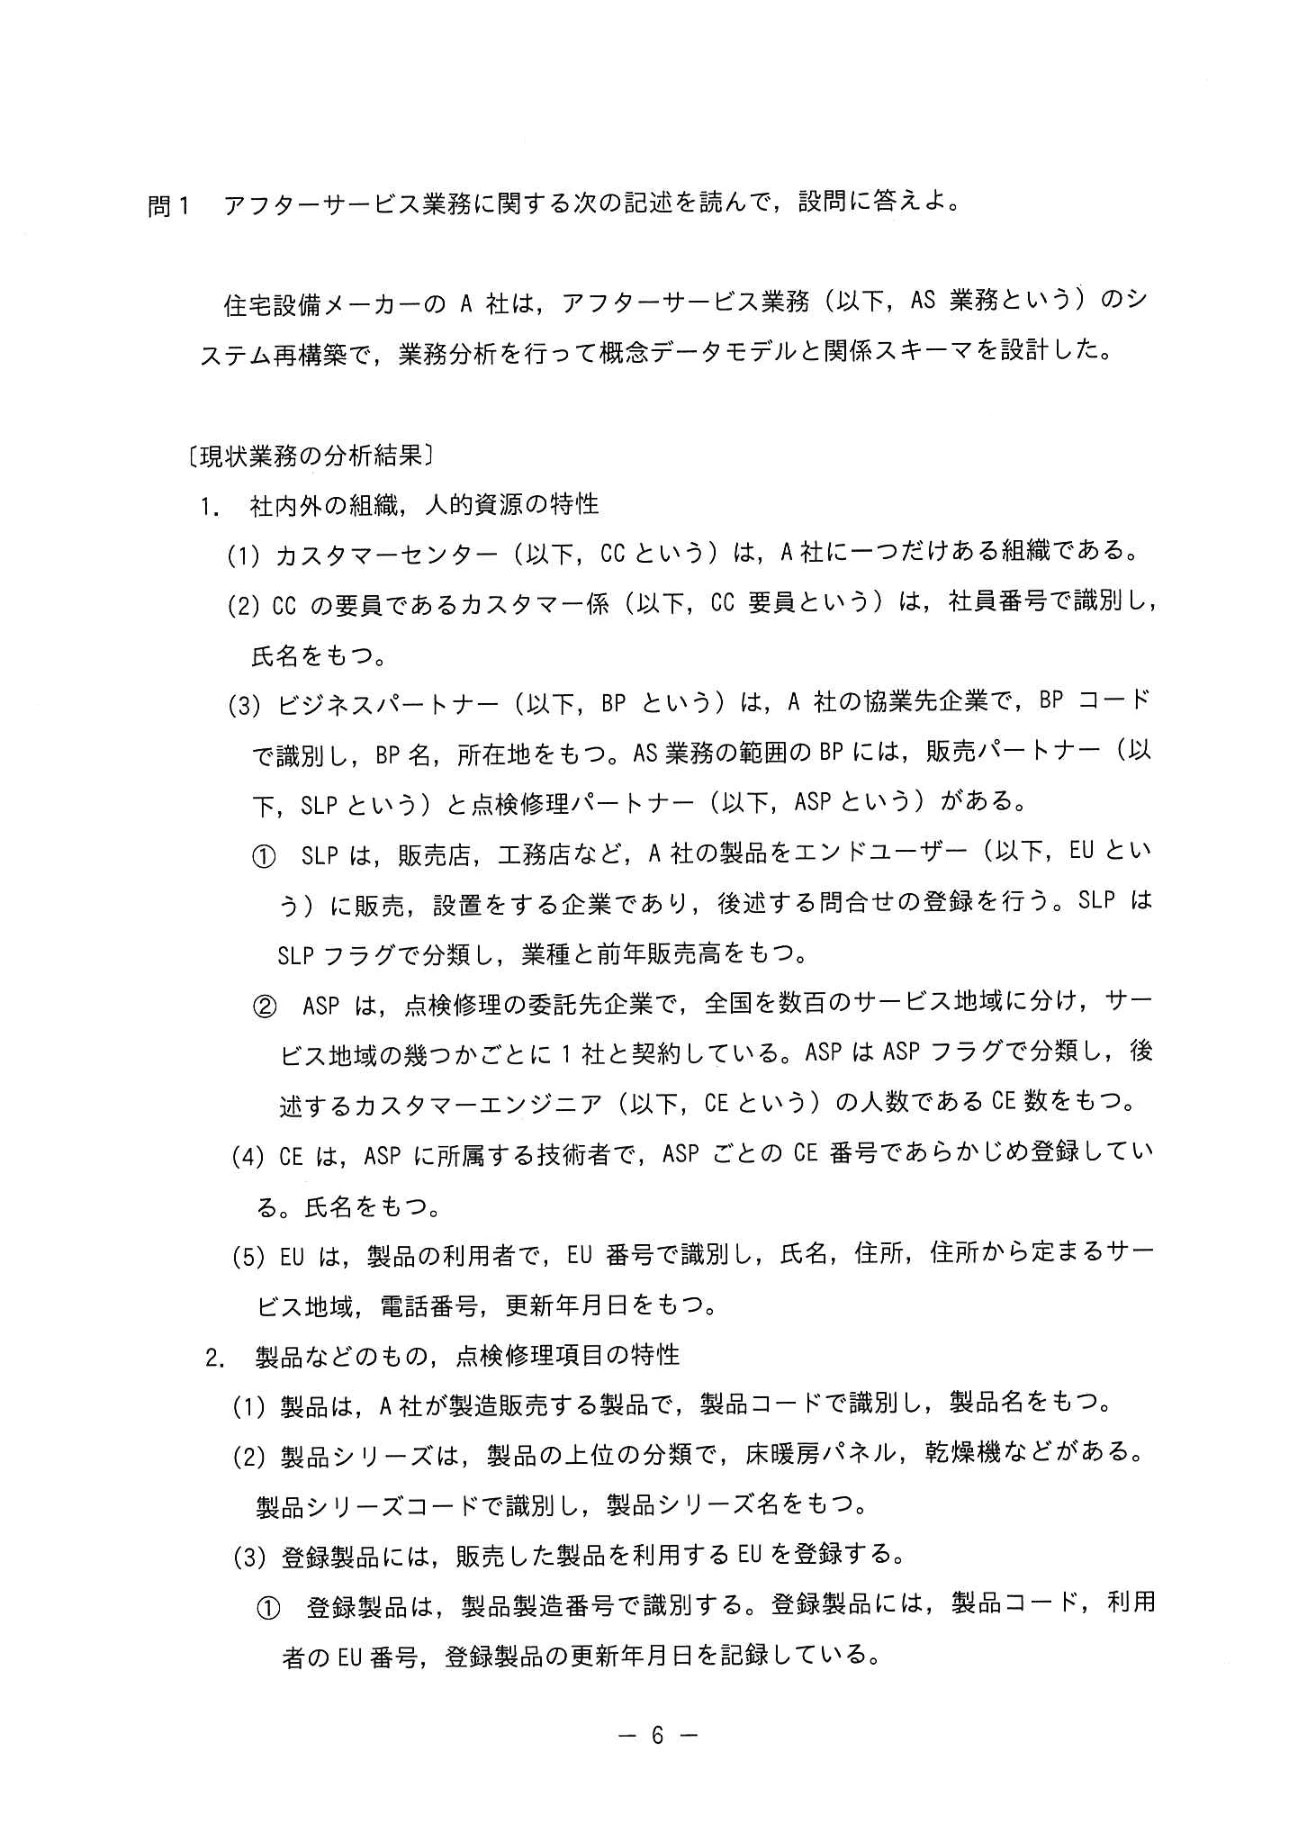 問1 アフターサービス業務に関する次の記述を読んで，設問に答えよ。
住宅設備メーカーの A 社は，アフターサービス業務（以下，AS 業務という）のシ
ステム再構築で，業務分析を行って概念データモデルと関係スキーマを設計した。
〔現状業務の分析結果〕
1. 社内外の組織，人的資源の特性
(1) カスタマーセンター（以下，CC という）は，A 社に一つだけある組織である。
(2) CC の要員であるカスタマー係（以下，CC 要員という）は，社員番号で識別し，
氏名をもつ。
(3) ビジネスパートナー（以下，BP という）は，A 社の協業先企業で，BP コード
で識別し，BP 名，所在地をもつ。AS 業務の範囲の BP には，販売パートナー（以
下，SLP という）と点検修理パートナー（以下，ASP という）がある。
① SLP は，販売店，工務店など，A 社の製品をエンドユーザー（以下，EU とい
う）に販売，設置をする企業であり，後述する問合せの登録を行う。SLP は
SLP フラグで分類し，業種と前年販売高をもつ。
② ASP は，点検修理の委託先企業で，全国を数百のサービス地域に分け，サー
ビス地域の幾つかごとに 1 社と契約している。ASP は ASP フラグで分類し，後
述するカスタマーエンジニア（以下，CE という）の人数である CE 数をもつ。
(4) CE は，ASP に所属する技術者で，ASP ごとの CE 番号であらかじめ登録してい
る。氏名をもつ。
(5) EU は，製品の利用者で，EU 番号で識別し，氏名，住所，住所から定まるサー
ビス地域，電話番号，更新年月日をもつ。
2. 製品などのもの，点検修理項目の特性
(1) 製品は，A 社が製造販売する製品で，製品コードで識別し，製品名をもつ。
(2) 製品シリーズは，製品の上位の分類で，床暖房パネル，乾燥機などがある。
製品シリーズコードで識別し，製品シリーズ名をもつ。
(3) 登録製品には，販売した製品を利用する EU を登録する。
① 登録製品は，製品製造番号で識別する。登録製品には，製品コード，利用
者の EU 番号，登録製品の更新年月日を記録している。
－ 6 －